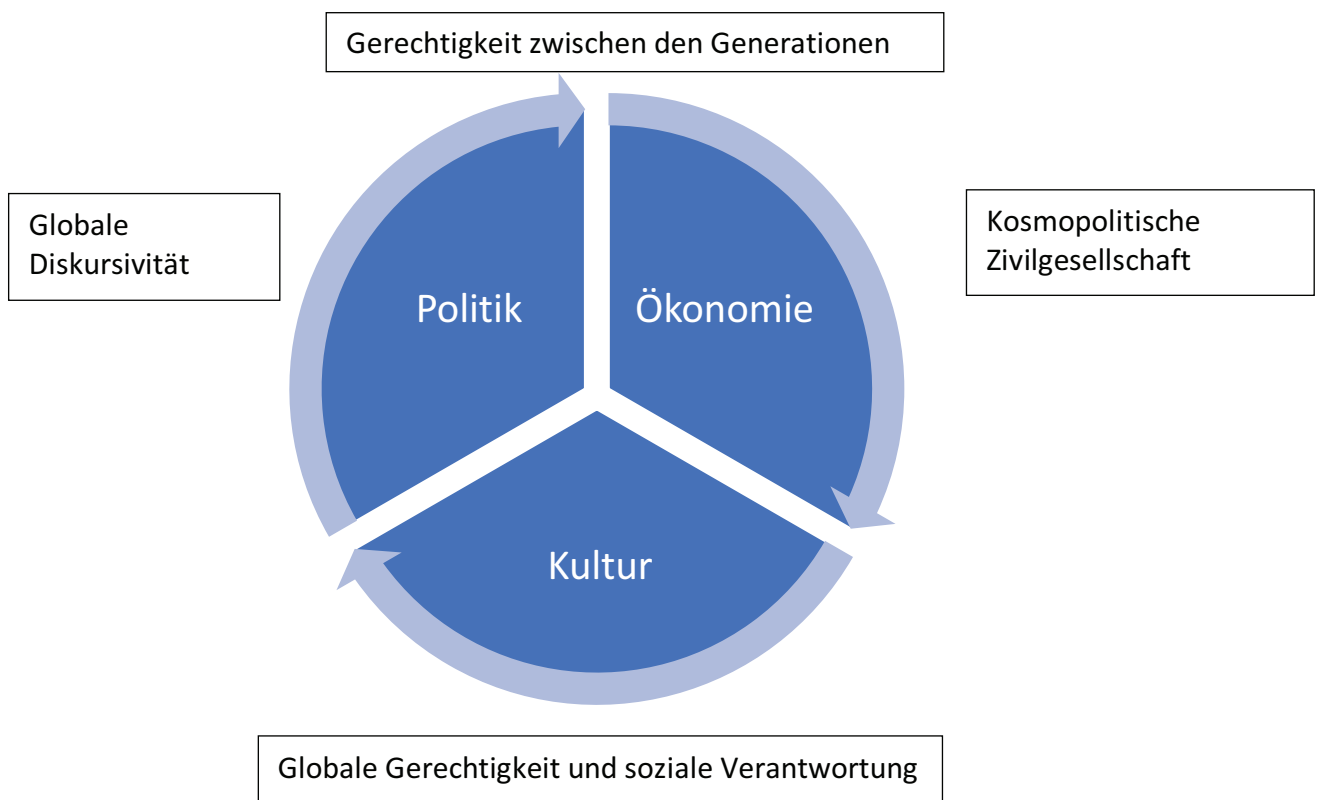 Gerechtigkeit zwischen den Generationen
Globale
Diskursivität
Kosmopolitische
Zivilgesellschaft
Politik
Ökonomie
Kultur
Globale Gerechtigkeit und soziale Verantwortung